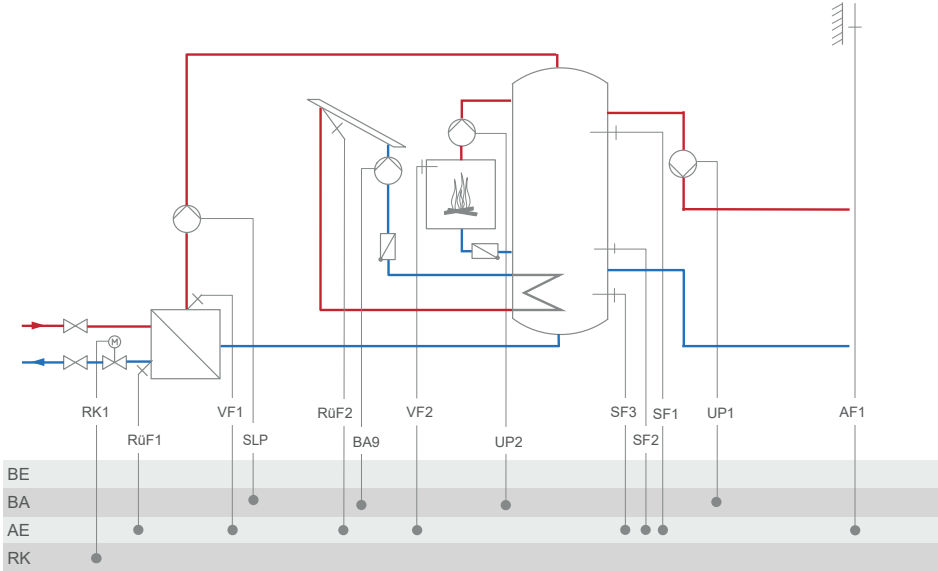 M
RK1 VF1 RüF2 VF2 SF3 SF1 UP1 AF1
RüF1 SLP BA9 UP2 SF2
BE
BA
AE
RK